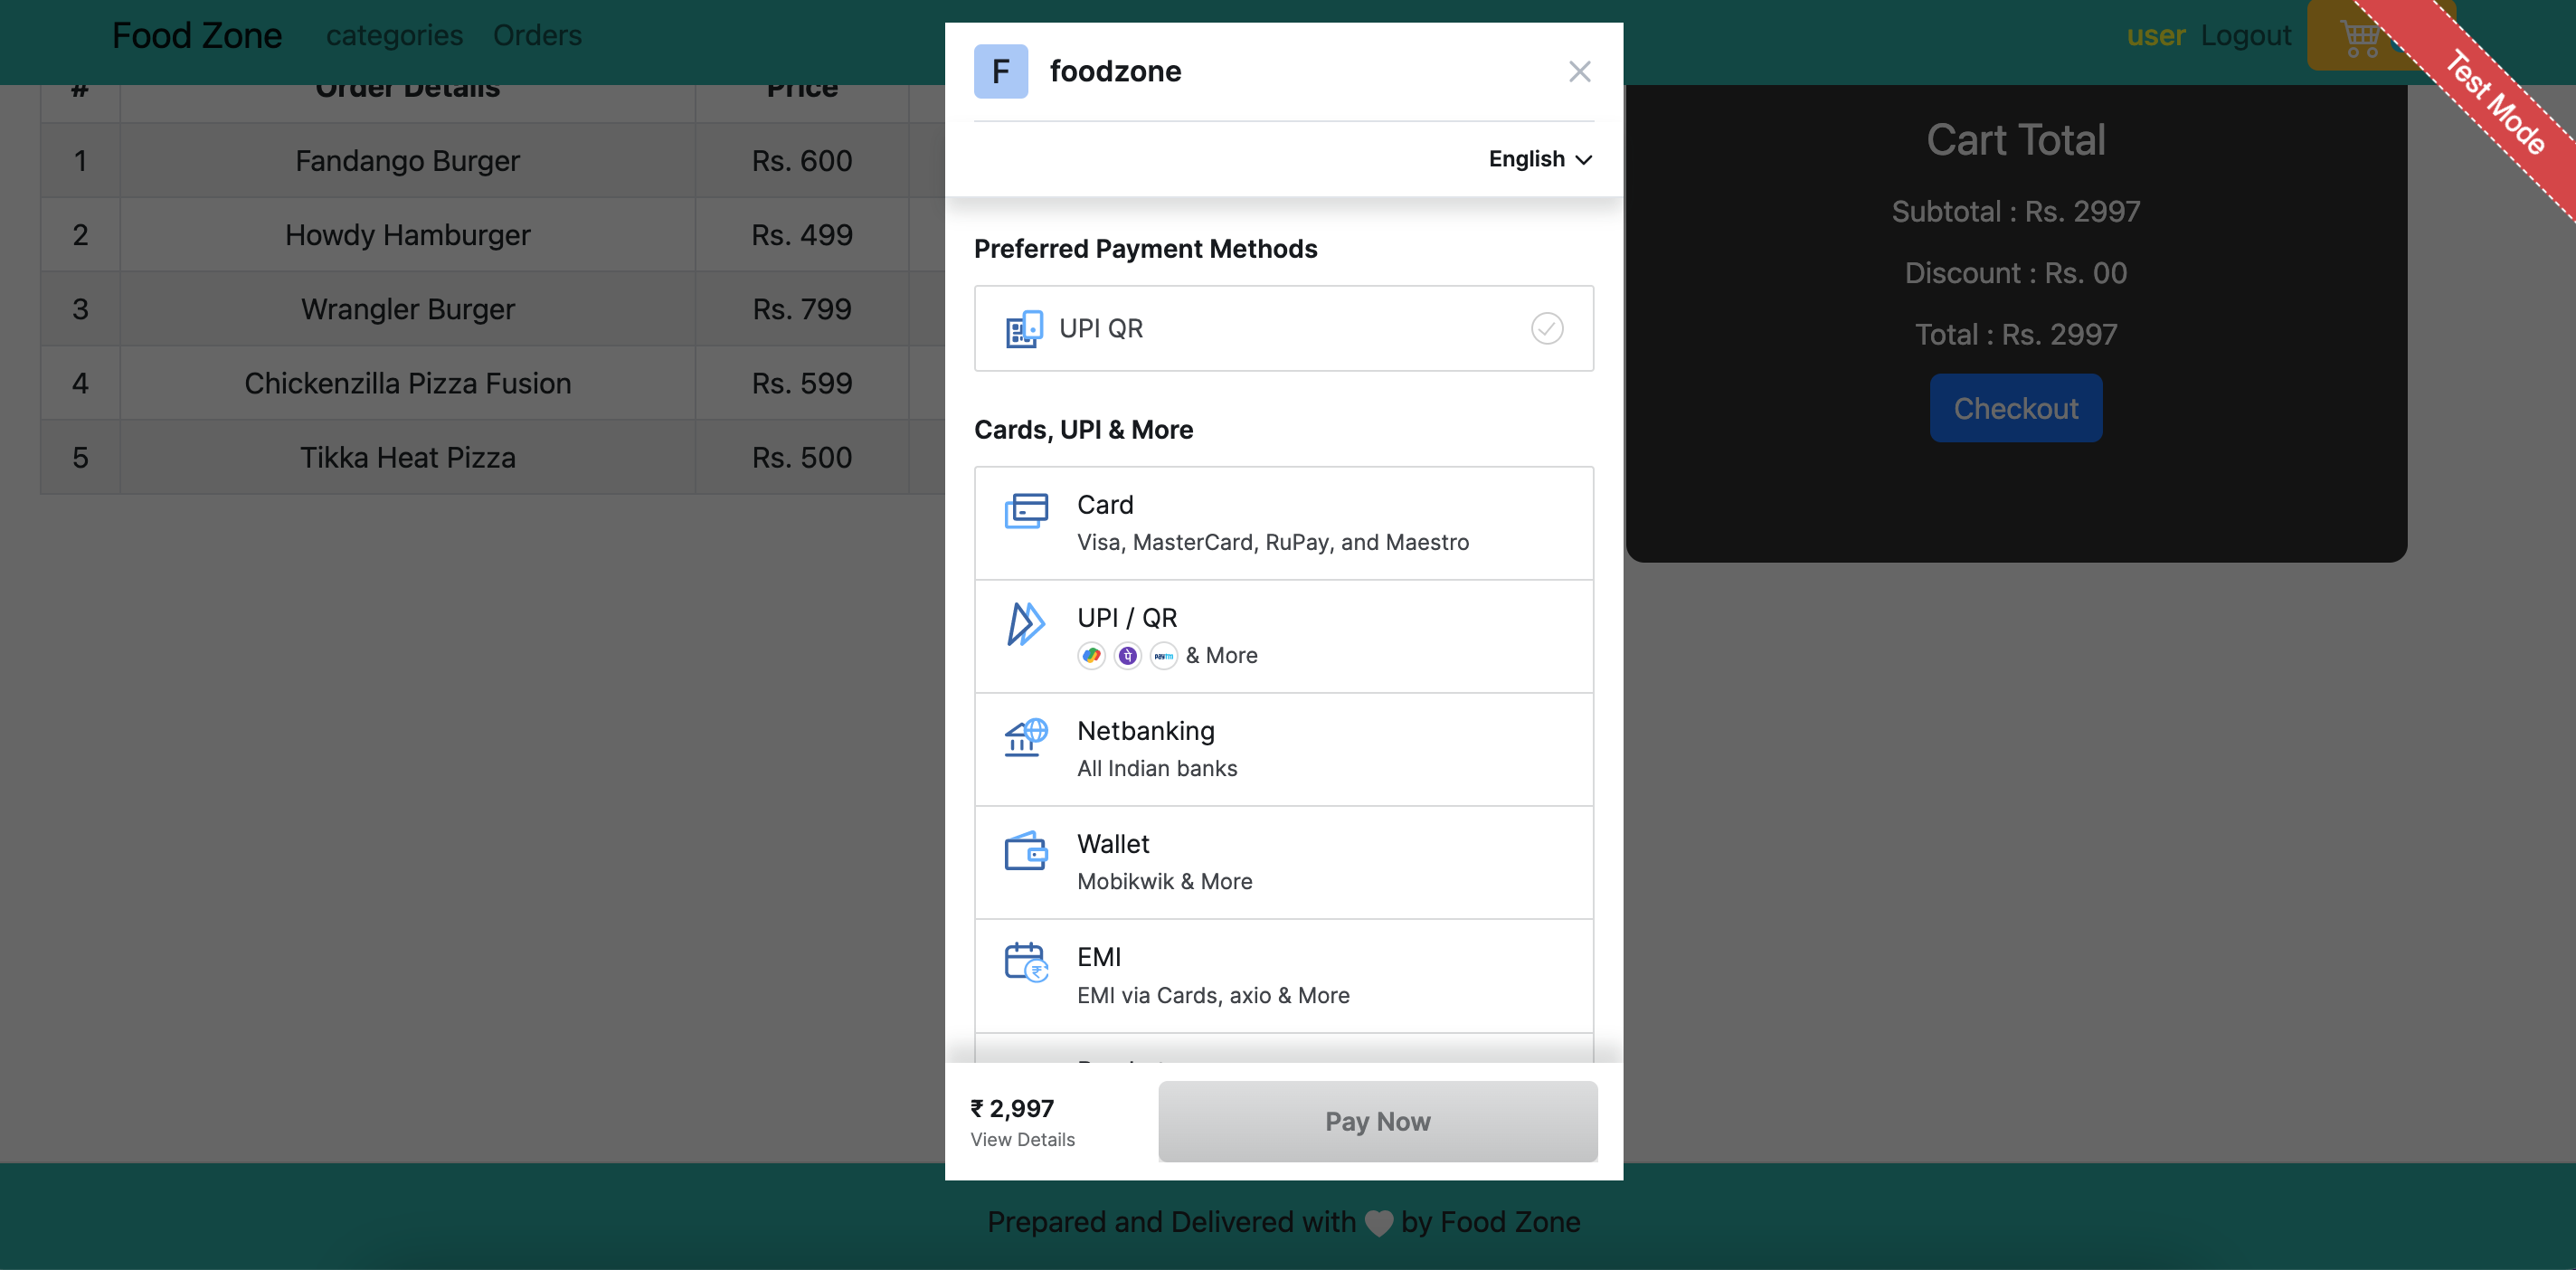 Food Zone categories Orders
user Logout
Test Mode
# Order Details Price
1 Fandango Burger Rs. 600
2 Howdy Hamburger Rs. 499
3 Wrangler Burger Rs. 799
4 Chickenzilla Pizza Fusion Rs. 599
5 Tikka Heat Pizza Rs. 500
F foodzone
English
Preferred Payment Methods
UPI QR
Cards, UPI & More
Card
Visa, MasterCard, RuPay, and Maestro
UPI / QR
पे paytm & More
Netbanking
All Indian banks
Wallet
Mobikwik & More
EMI
EMI via Cards, axio & More
₹ 2,997
View Details
Pay Now
Cart Total
Subtotal : Rs. 2997
Discount : Rs. 00
Total : Rs. 2997
Checkout
Prepared and Delivered with by Food Zone